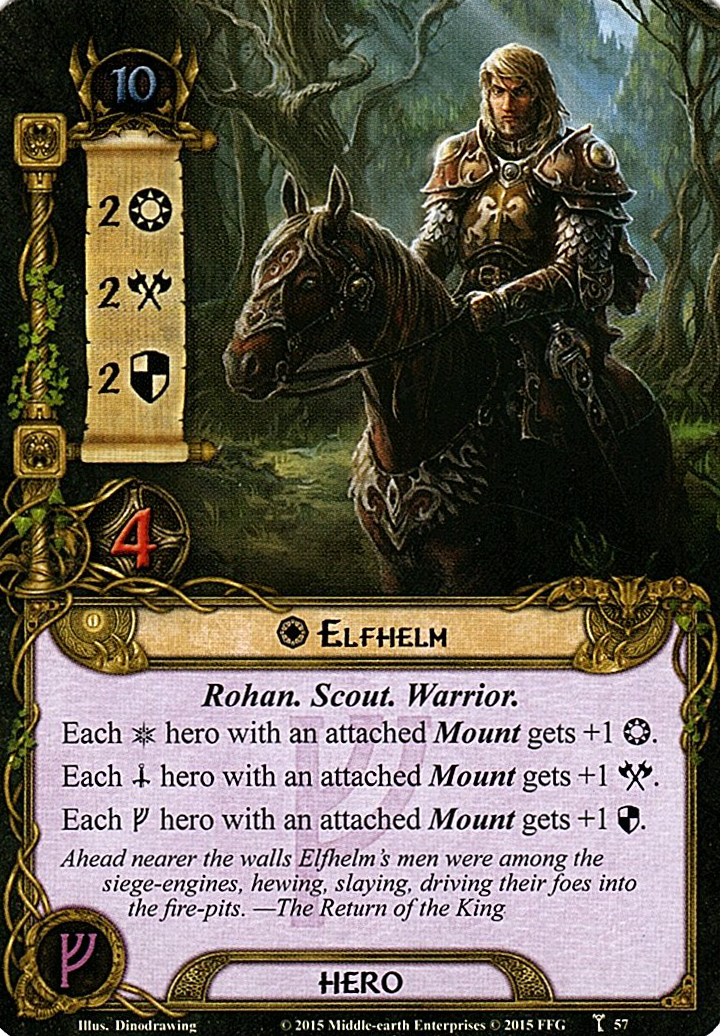 10
2
2
2
4
Elfhelm
Rohan. Scout. Warrior.
Each hero with an attached Mount gets +1 .
Each hero with an attached Mount gets +1 .
Each ᚠ hero with an attached Mount gets +1 .
Ahead nearer the walls Elfhelm's men were among the
siege-engines, hewing, slaying, driving their foes into
the fire-pits. —The Return of the King
ᚠ
HERO
Illus. Dinodrawing © 2015 Middle-earth Enterprises © 2015 FFG 57